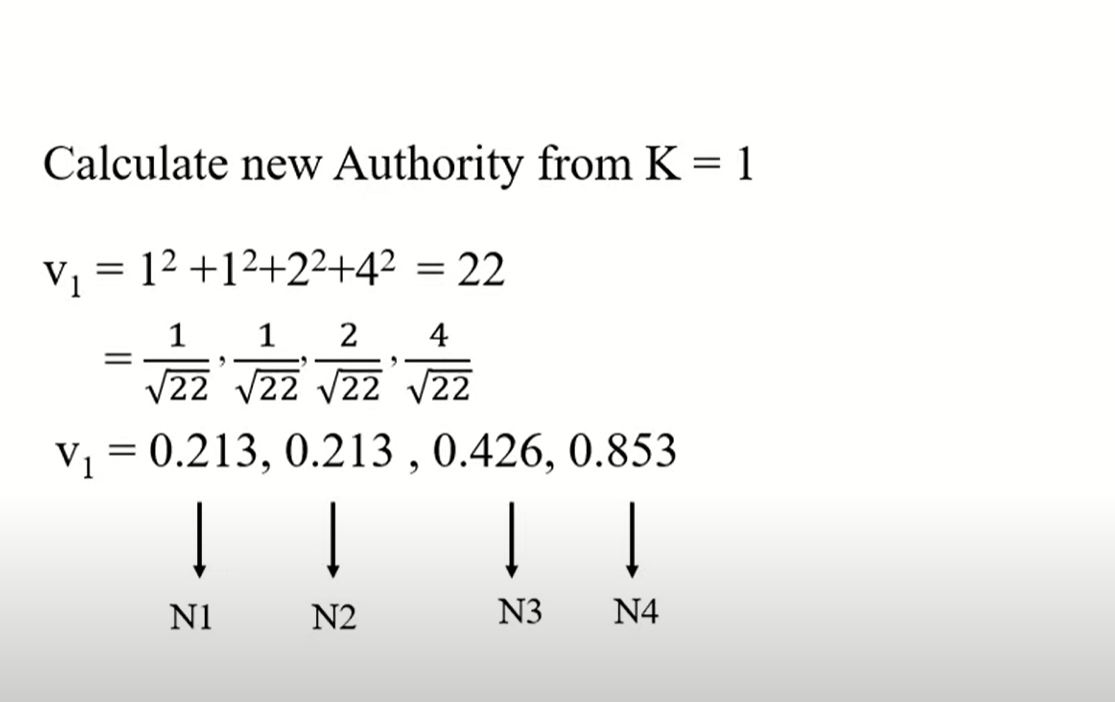 Calculate new Authority from K = 1
v₁ = 1² +1²+2²+4² = 22
= 1/√22 , 1/√22 , 2/√22 , 4/√22
v₁ = 0.213, 0.213 , 0.426, 0.853
N1 N2 N3 N4